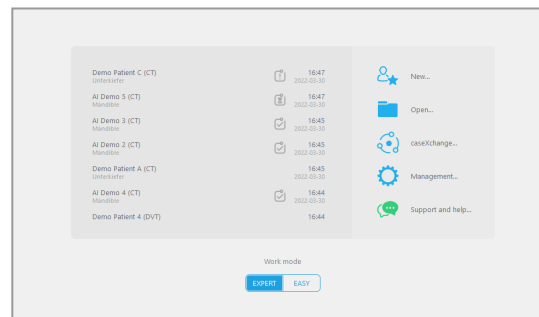 Demo Patient C (CT) 16:47
Unterkiefer 2022-03-30
AI Demo 5 (CT) 16:47
Mandible 2022-03-30
AI Demo 3 (CT) 16:45
Mandible 2022-03-30
AI Demo 2 (CT) 16:45
Mandible 2022-03-30
Demo Patient A (CT) 16:45
Unterkiefer 2022-03-30
AI Demo 4 (CT) 16:44
Mandible 2022-03-30
Demo Patient 4 (DVT) 16:44
New...
Open...
caseXchange...
Management...
Support and help...
Work mode
EXPERT EASY